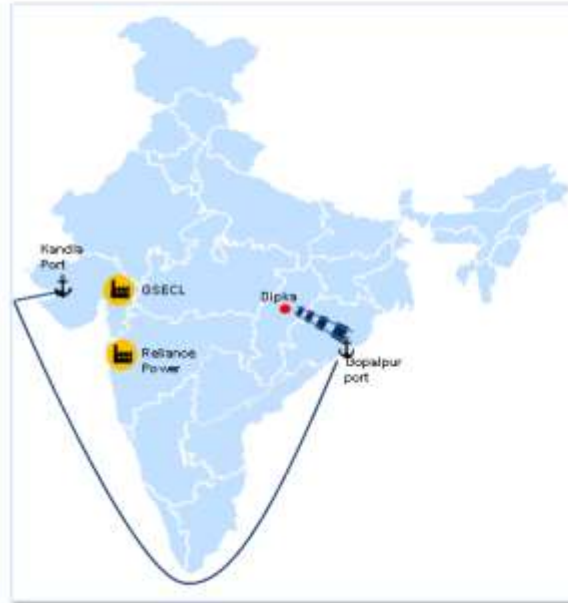 Kandla
Port
GSECL
Dipka
Reliance
Power
Gopalpur
port